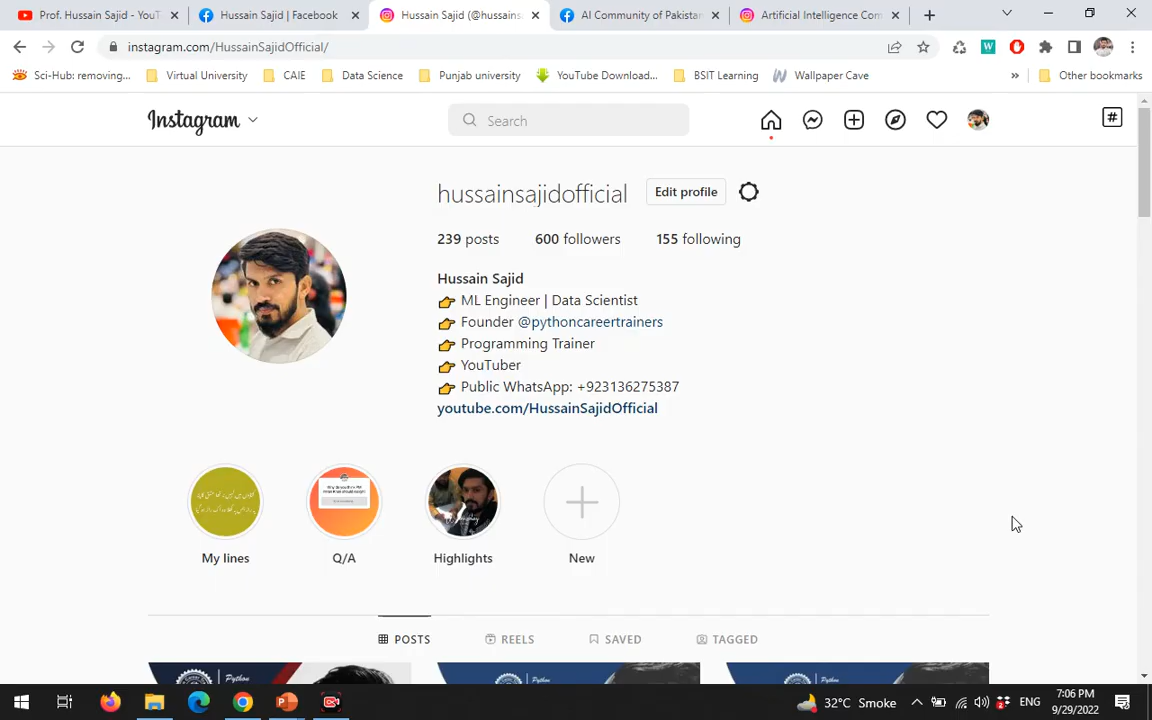 Prof. Hussain Sajid - YouT
Hussain Sajid | Facebook
Hussain Sajid (@hussains
AI Community of Pakistan
Artificial Intelligence Com
instagram.com/HussainSajidOfficial/
Sci-Hub: removing...
Virtual University
CAIE
Data Science
Punjab university
YouTube Download...
BSIT Learning
Wallpaper Cave
»
Other bookmarks
Instagram
Search
#
hussainsajidofficial
Edit profile
239 posts 600 followers 155 following
Hussain Sajid
👉 ML Engineer | Data Scientist
👉 Founder @pythoncareertrainers
👉 Programming Trainer
👉 YouTuber
👉 Public WhatsApp: +923136275387
youtube.com/HussainSajidOfficial
My lines
Q/A
Highlights
New
POSTS
REELS
SAVED
TAGGED
Python
Python
Python
32°C Smoke
ENG
7:06 PM
9/29/2022